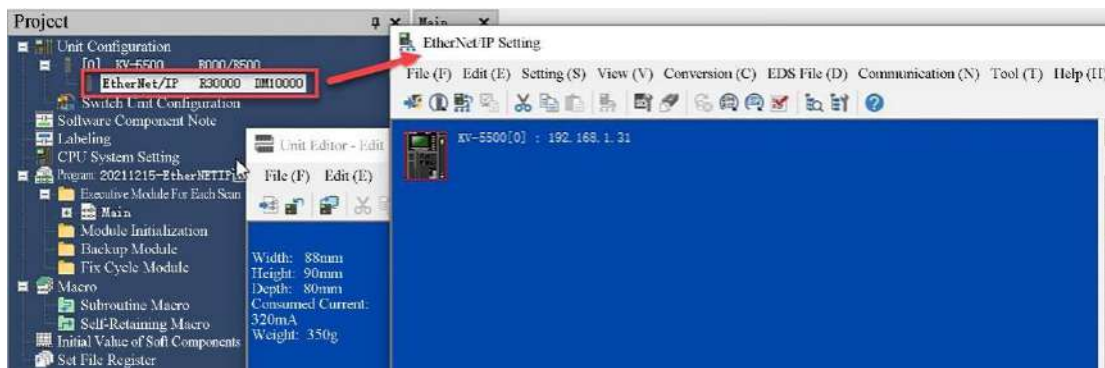 Project
Main
Unit Configuration
[0] KV-5500 R000/R500
EtherNet/IP R30000 DM10000
Switch Unit Configuration
Software Component Note
Labeling
CPU System Setting
Program: 20211215-EtherNETIP
Executive Module For Each Scan
Main
Module Initialization
Backup Module
Fix Cycle Module
Macro
Subroutine Macro
Self-Retaining Macro
Initial Value of Soft Components
Set File Register
Unit Editor - Edit
File (F) Edit (E)
Width: 88mm
Height: 90mm
Depth: 80mm
Consumed Current:
320mA
Weight: 350g
EtherNet/IP Setting
File (F) Edit (E) Setting (S) View (V) Conversion (C) EDS File (D) Communication (N) Tool (T) Help (H)
KV-5500[0] : 192.168.1.31